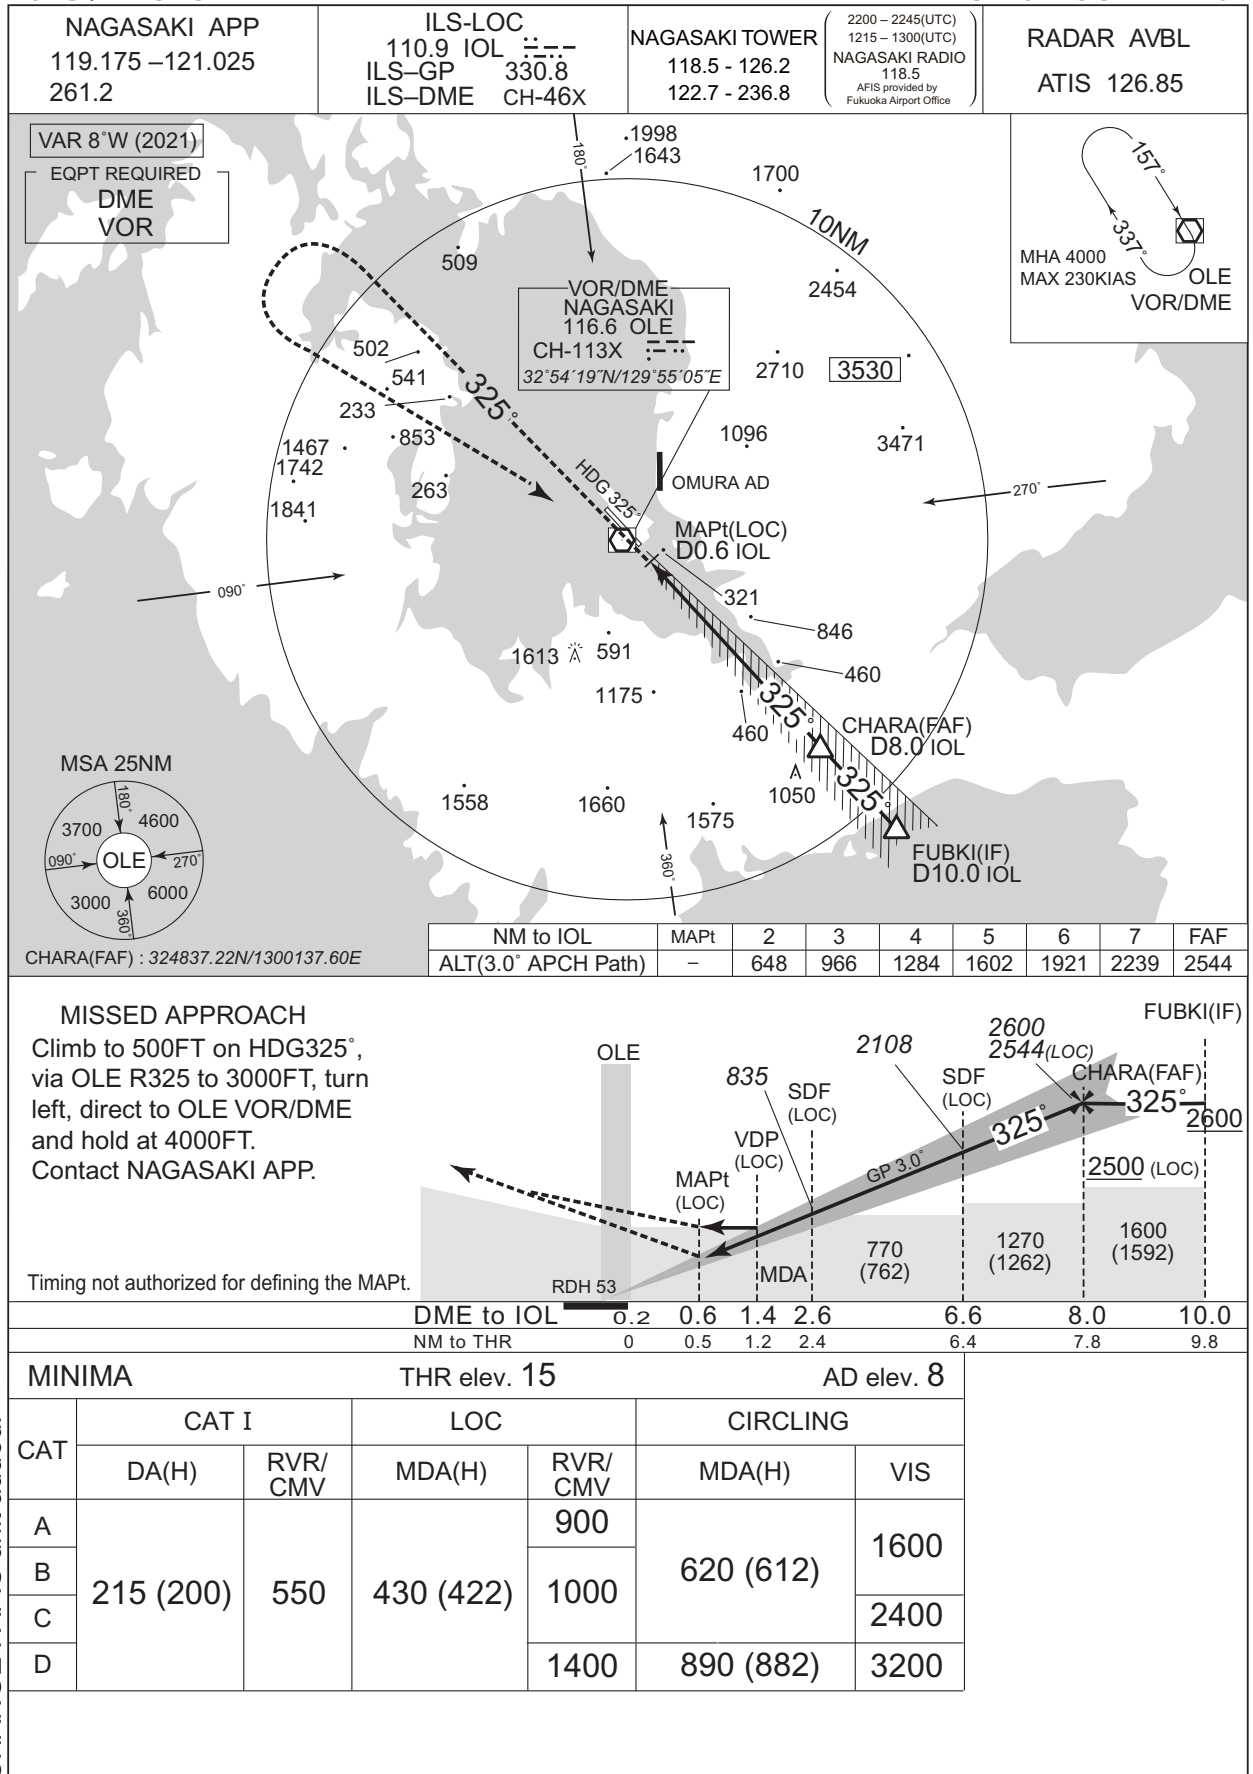 NAGASAKI APP
119.175 –121.025
261.2
ILS-LOC
110.9 IOL
ILS–GP 330.8
ILS–DME CH-46X
NAGASAKI TOWER
118.5 - 126.2
122.7 - 236.8
2200 – 2245(UTC)
1215 – 1300(UTC)
NAGASAKI RADIO
118.5
AFIS provided by
Fukuoka Airport Office
RADAR AVBL
ATIS 126.85
VAR 8˚W (2021)
EQPT REQUIRED
DME
VOR
180˚
1998
1643
1700
10NM
157˚
337˚
MHA 4000
MAX 230KIAS
OLE
VOR/DME
509
2454
VOR/DME
NAGASAKI
116.6 OLE
CH-113X
32˚54´19˝N/129˚55´05˝E
502
541
233
325˚
2710
3530
1467
853
1742
263
1841
1096
3471
HDG 325˚
OMURA AD
270˚
MAPt(LOC)
D0.6 IOL
090˚
321
846
1613
591
460
1175
325˚
460
CHARA(FAF)
D8.0 IOL
325˚
1050
1558
1660
1575
FUBKI(IF)
D10.0 IOL
360˚
MSA 25NM
180˚
3700
4600
090˚
OLE
270˚
3000
6000
360˚
CHARA(FAF) : 324837.22N/1300137.60E
NM to IOL MAPt 2 3 4 5 6 7 FAF
ALT(3.0˚ APCH Path) – 648 966 1284 1602 1921 2239 2544
MISSED APPROACH
Climb to 500FT on HDG325˚,
via OLE R325 to 3000FT, turn
left, direct to OLE VOR/DME
and hold at 4000FT.
Contact NAGASAKI APP.
Timing not authorized for defining the MAPt.
OLE
835
2108
2600
2544(LOC)
FUBKI(IF)
CHARA(FAF)
SDF
(LOC)
SDF
(LOC)
VDP
(LOC)
MAPt
(LOC)
325˚
325˚
2600
GP 3.0˚
2500 (LOC)
MDA
770
(762)
1270
(1262)
1600
(1592)
RDH 53
DME to IOL 0.2 0.6 1.4 2.6 6.6 8.0 10.0
NM to THR 0 0.5 1.2 2.4 6.4 7.8 9.8
MINIMA THR elev. 15 AD elev. 8
CAT
CAT I LOC CIRCLING
DA(H) RVR/CMV MDA(H) RVR/CMV MDA(H) VIS
A 900
B 215 (200) 550 430 (422) 1000 620 (612) 1600
C 2400
D 1400 890 (882) 3200